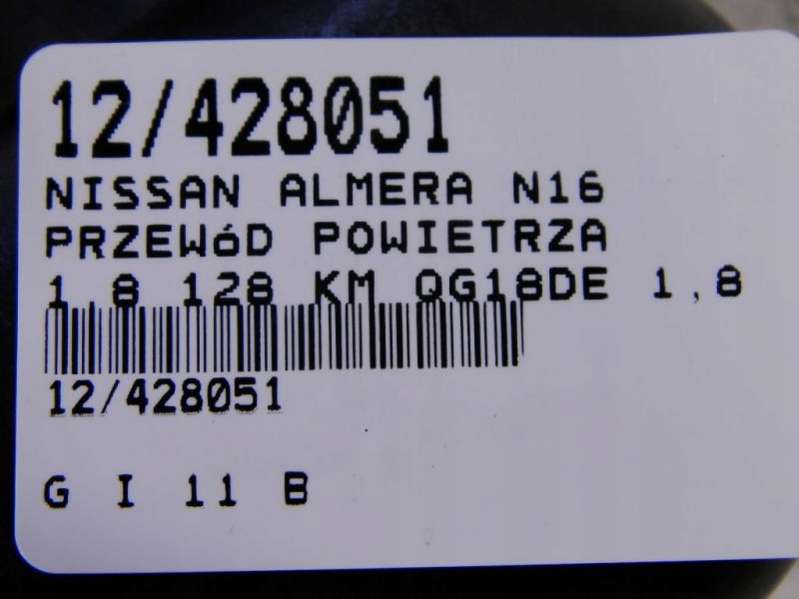 12/428051
NISSAN ALMERA N16
PRZEWóD POWIETRZA
1.8 128 KM QG18DE 1,8
12/428051
G I 11 B